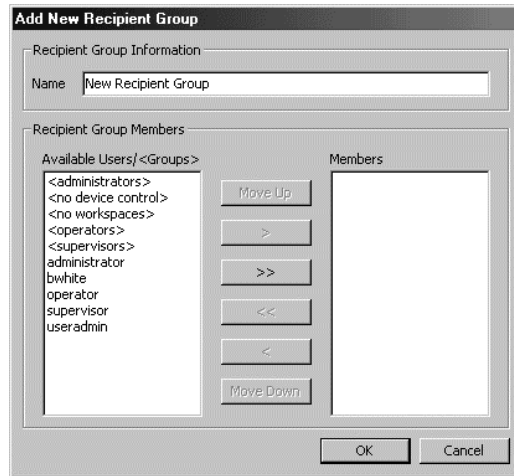 Add New Recipient Group
Recipient Group Information
Name New Recipient Group
Recipient Group Members
Available Users/<Groups>
Members
<administrators>
<no device control>
<no workspaces>
<operators>
<supervisors>
administrator
bwhite
operator
supervisor
useradmin
Move Up
>
>>
<<
<
Move Down
OK Cancel